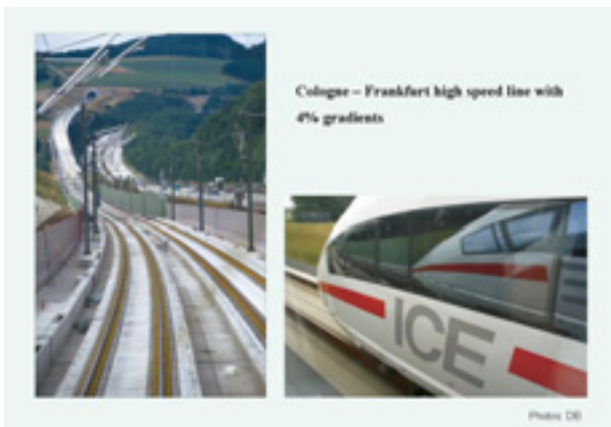 Cologne – Frankfurt high speed line with
4% gradients
ICE
Photos: DB